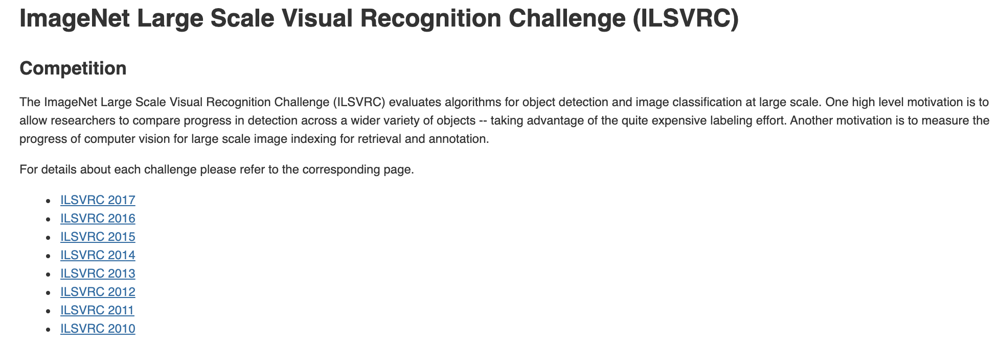 ImageNet Large Scale Visual Recognition Challenge (ILSVRC)
Competition
The ImageNet Large Scale Visual Recognition Challenge (ILSVRC) evaluates algorithms for object detection and image classification at large scale. One high level motivation is to
allow researchers to compare progress in detection across a wider variety of objects -- taking advantage of the quite expensive labeling effort. Another motivation is to measure the
progress of computer vision for large scale image indexing for retrieval and annotation.
For details about each challenge please refer to the corresponding page.
• ILSVRC 2017
• ILSVRC 2016
• ILSVRC 2015
• ILSVRC 2014
• ILSVRC 2013
• ILSVRC 2012
• ILSVRC 2011
• ILSVRC 2010